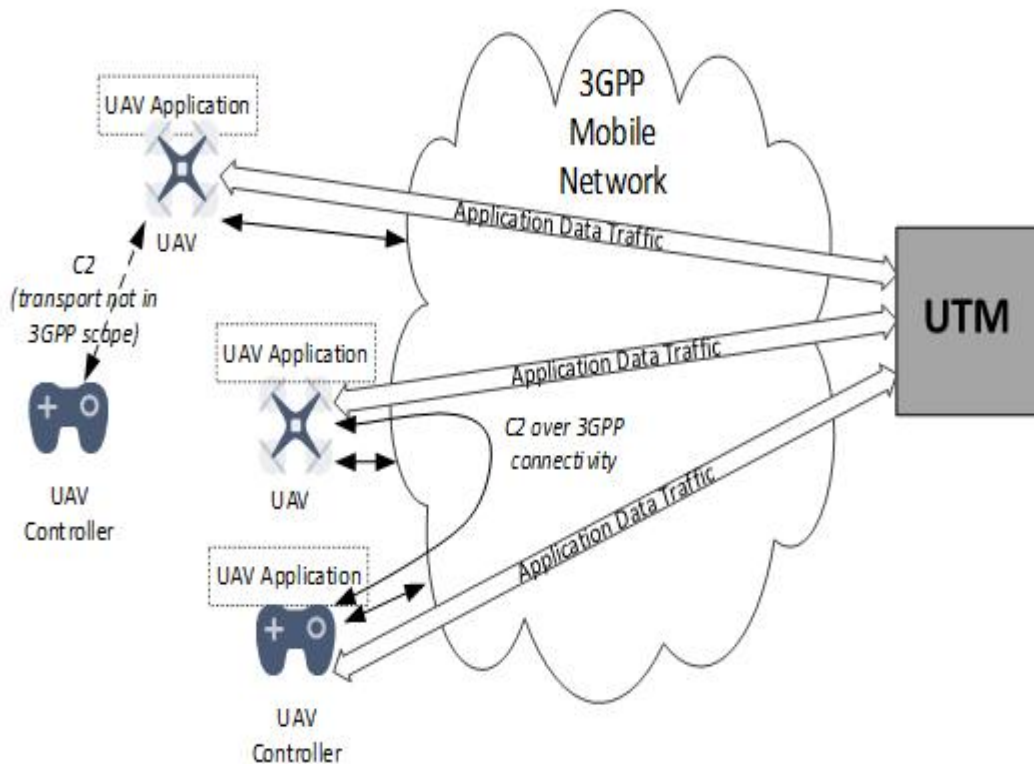 3GPP
Mobile
Network
UAV Application
UAV
Application Data Traffic
C2
(transport not in
3GPP scope)
UAV
Controller
UTM
UAV Application
UAV
Application Data Traffic
C2 over 3GPP
connectivity
UAV Application
UAV
Controller
Application Data Traffic